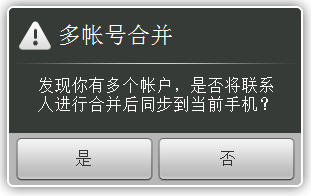 多帐号合并
发现你有多个帐户，是否将联系
人进行合并后同步到当前手机？
是
否